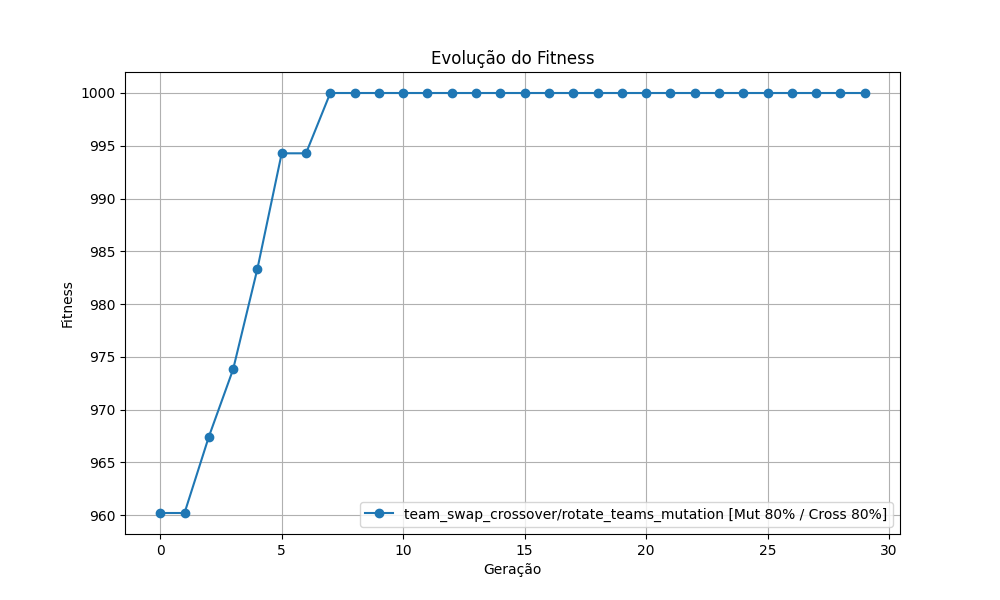 Evolução do Fitness
Fitness
1000
995
990
985
980
975
970
965
960
team_swap_crossover/rotate_teams_mutation [Mut 80% / Cross 80%]
0 5 10 15 20 25 30
Geração